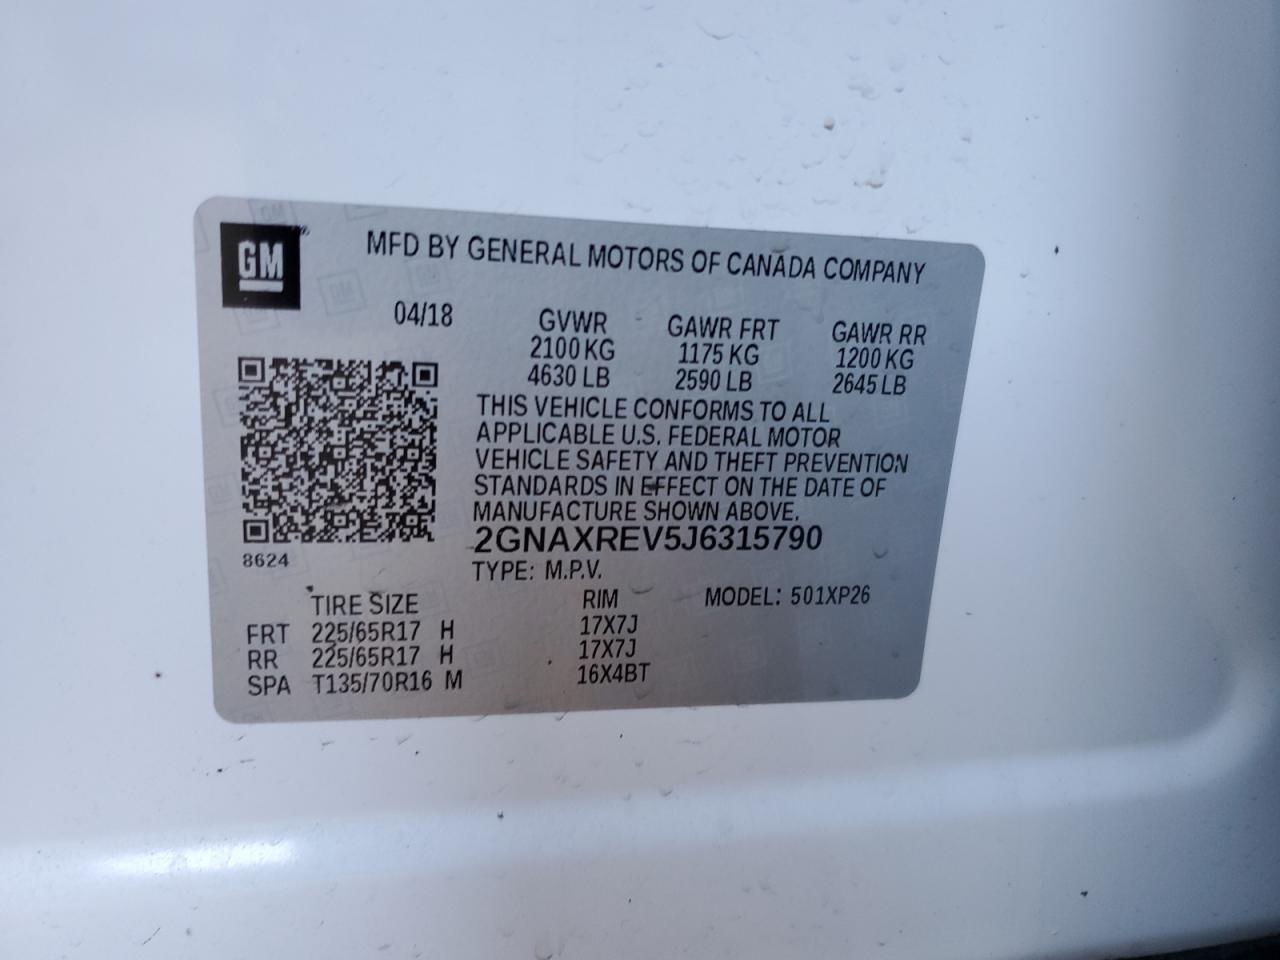 GM
MFD BY GENERAL MOTORS OF CANADA COMPANY
04/18 GVWR GAWR FRT GAWR RR
2100 KG 1175 KG 1200 KG
4630 LB 2590 LB 2645 LB
THIS VEHICLE CONFORMS TO ALL
APPLICABLE U.S. FEDERAL MOTOR
VEHICLE SAFETY AND THEFT PREVENTION
STANDARDS IN EFFECT ON THE DATE OF
MANUFACTURE SHOWN ABOVE.
2GNAXREV5J6315790
8624
TYPE: M.P.V.
TIRE SIZE RIM MODEL: 501XP26
FRT 225/65R17 H 17X7J
RR 225/65R17 H 17X7J
SPA T135/70R16 M 16X4BT